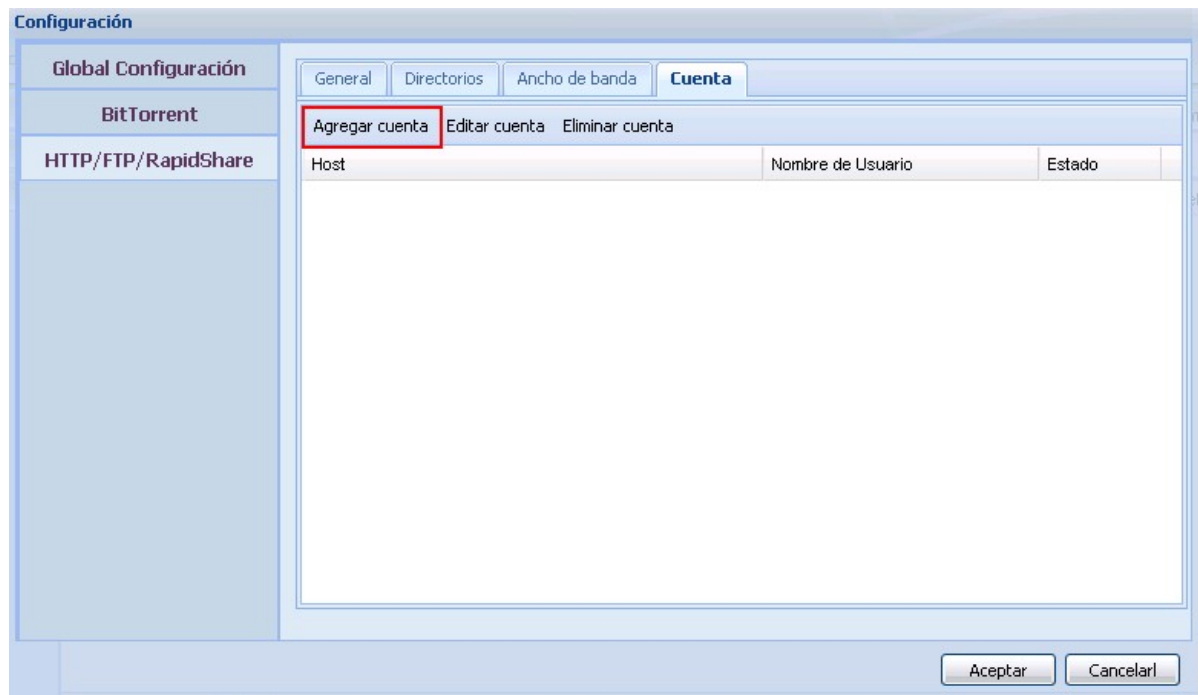 Configuración
Global Configuración
BitTorrent
HTTP/FTP/RapidShare
General Directorios Ancho de banda Cuenta
Agregar cuenta Editar cuenta Eliminar cuenta
Host Nombre de Usuario Estado
Aceptar Cancelarl